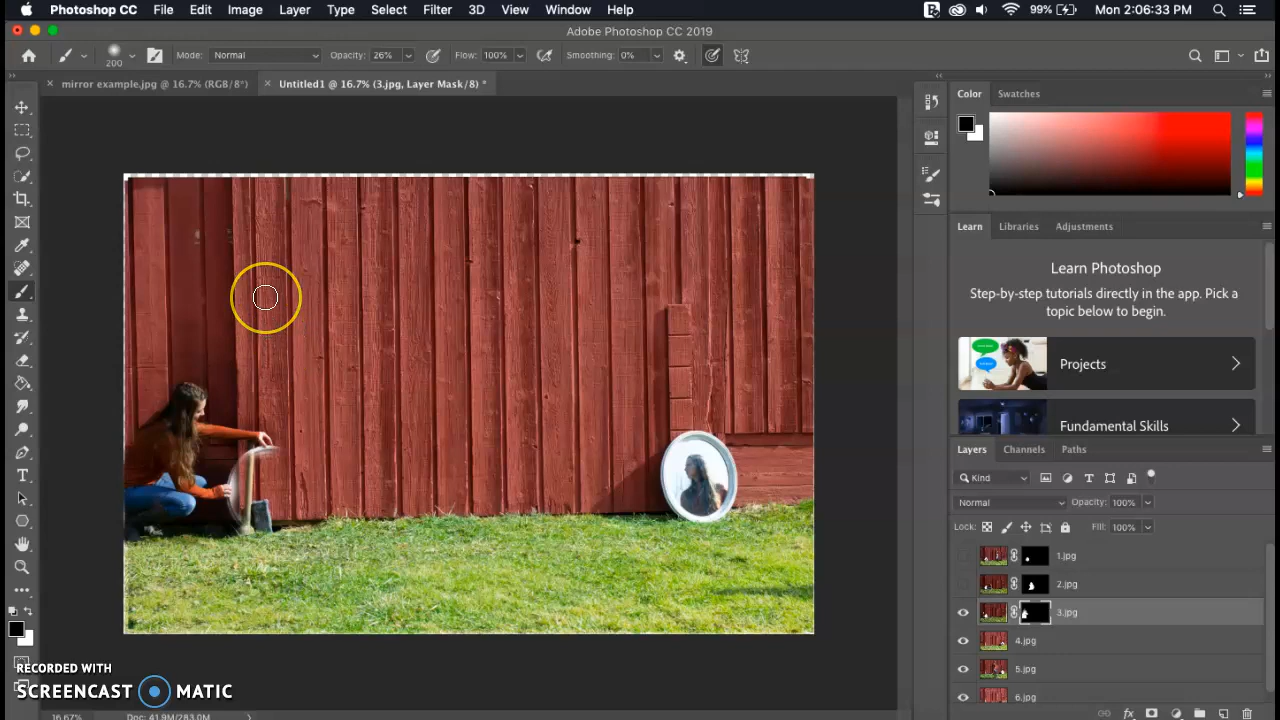 Photoshop CC File Edit Image Layer Type Select Filter 3D View Window Help 99% Mon 2:06:33 PM
Adobe Photoshop CC 2019
200 Mode: Normal Opacity: 26% Flow: 100% Smoothing: 0%
mirror example.jpg @ 16.7% (RGB/8*) Untitled1 @ 16.7% (3.jpg, Layer Mask/8) *
Color Swatches
Learn Libraries Adjustments
Learn Photoshop
Step-by-step tutorials directly in the app. Pick a
topic below to begin.
Projects
Fundamental Skills
Layers Channels Paths
Kind
Normal Opacity: 100%
Lock: Fill: 100%
1.jpg
2.jpg
3.jpg
4.jpg
5.jpg
6.jpg
RECORDED WITH
SCREENCAST MATIC
16.67% Doc: 41.9M/283.0M